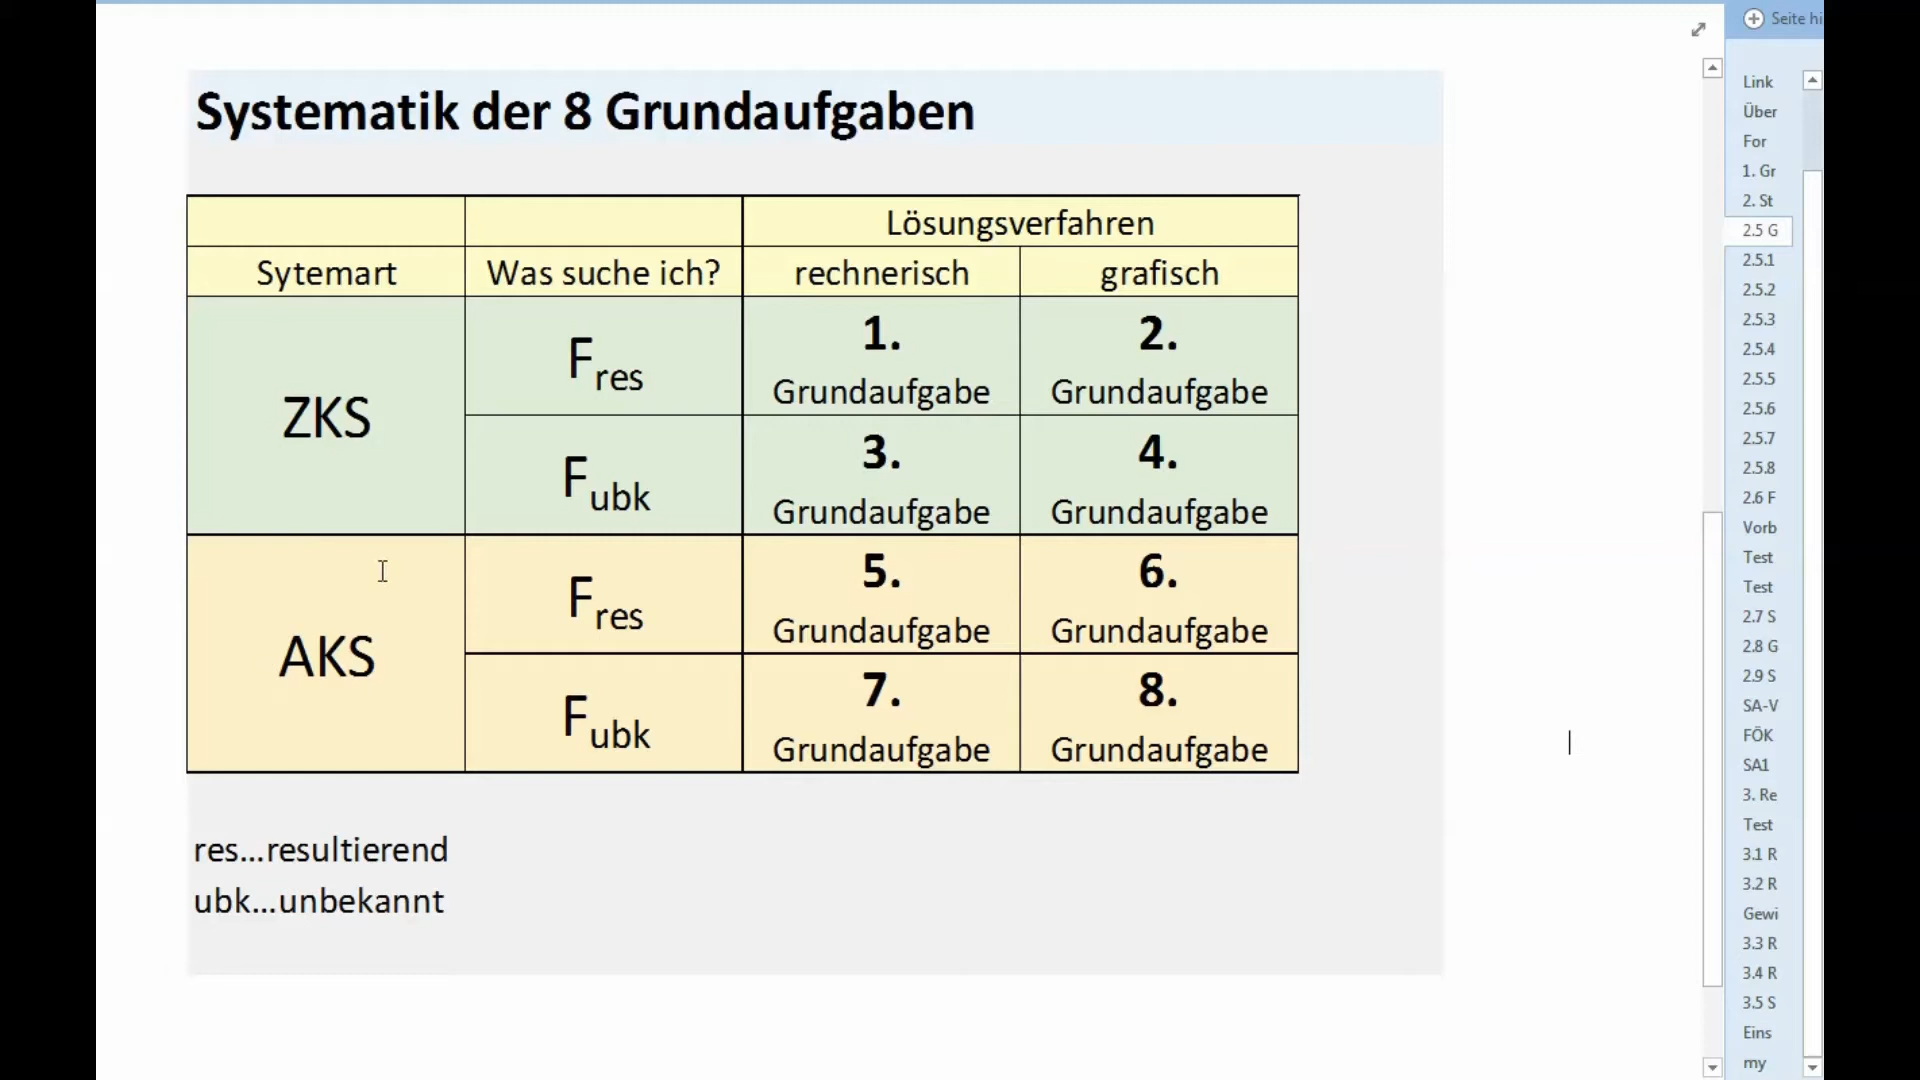 Seite hi
Systematik der 8 Grundaufgaben
Lösungsverfahren
Sytemart Was suche ich? rechnerisch grafisch
ZKS
Fres
1. Grundaufgabe
2. Grundaufgabe
Fubk
3. Grundaufgabe
4. Grundaufgabe
AKS
Fres
5. Grundaufgabe
6. Grundaufgabe
Fubk
7. Grundaufgabe
8. Grundaufgabe
res...resultierend
ubk...unbekannt
Link
Über
For
1. Gr
2. St
2.5 G
2.5.1
2.5.2
2.5.3
2.5.4
2.5.5
2.5.6
2.5.7
2.5.8
2.6 F
Vorb
Test
Test
2.7 S
2.8 G
2.9 S
SA-V
FÖK
SA1
3. Re
Test
3.1 R
3.2 R
Gewi
3.3 R
3.4 R
3.5 S
Eins
my